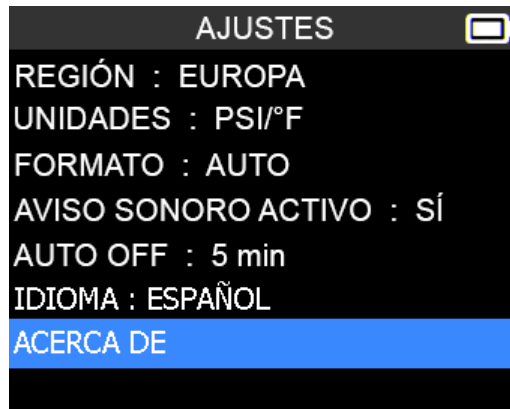 AJUSTES
REGIÓN : EUROPA
UNIDADES : PSI/°F
FORMATO : AUTO
AVISO SONORO ACTIVO : SÍ
AUTO OFF : 5 min
IDIOMA : ESPAÑOL
ACERCA DE